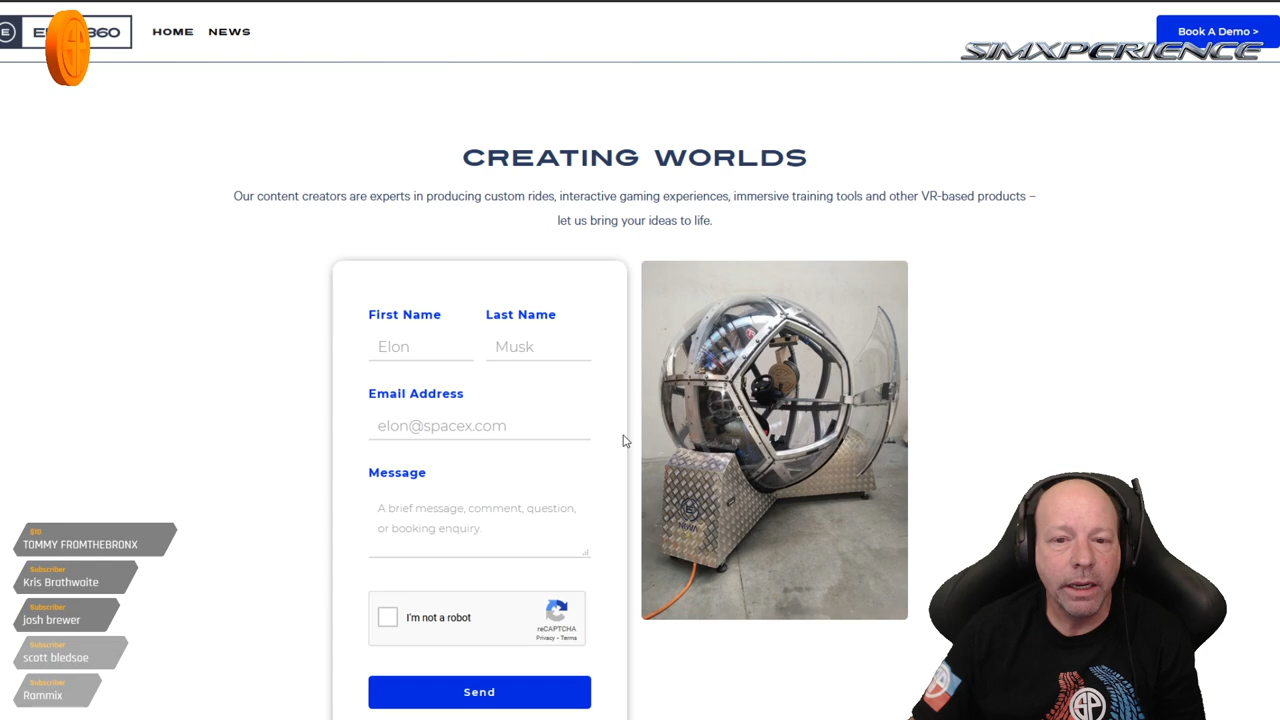 HOME NEWS
Book A Demo >
SIMXPERIENCE
CREATING WORLDS
Our content creators are experts in producing custom rides, interactive gaming experiences, immersive training tools and other VR-based products –
let us bring your ideas to life.
First Name Last Name
Elon Musk
Email Address
elon@spacex.com
Message
A brief message, comment, question,
or booking enquiry.
I'm not a robot
reCAPTCHA
Privacy - Terms
Send
$10
TOMMY FROMTHEBRONX
Subscriber
Kris Brathwaite
Subscriber
josh brewer
Subscriber
scott bledsoe
Subscriber
Rammix